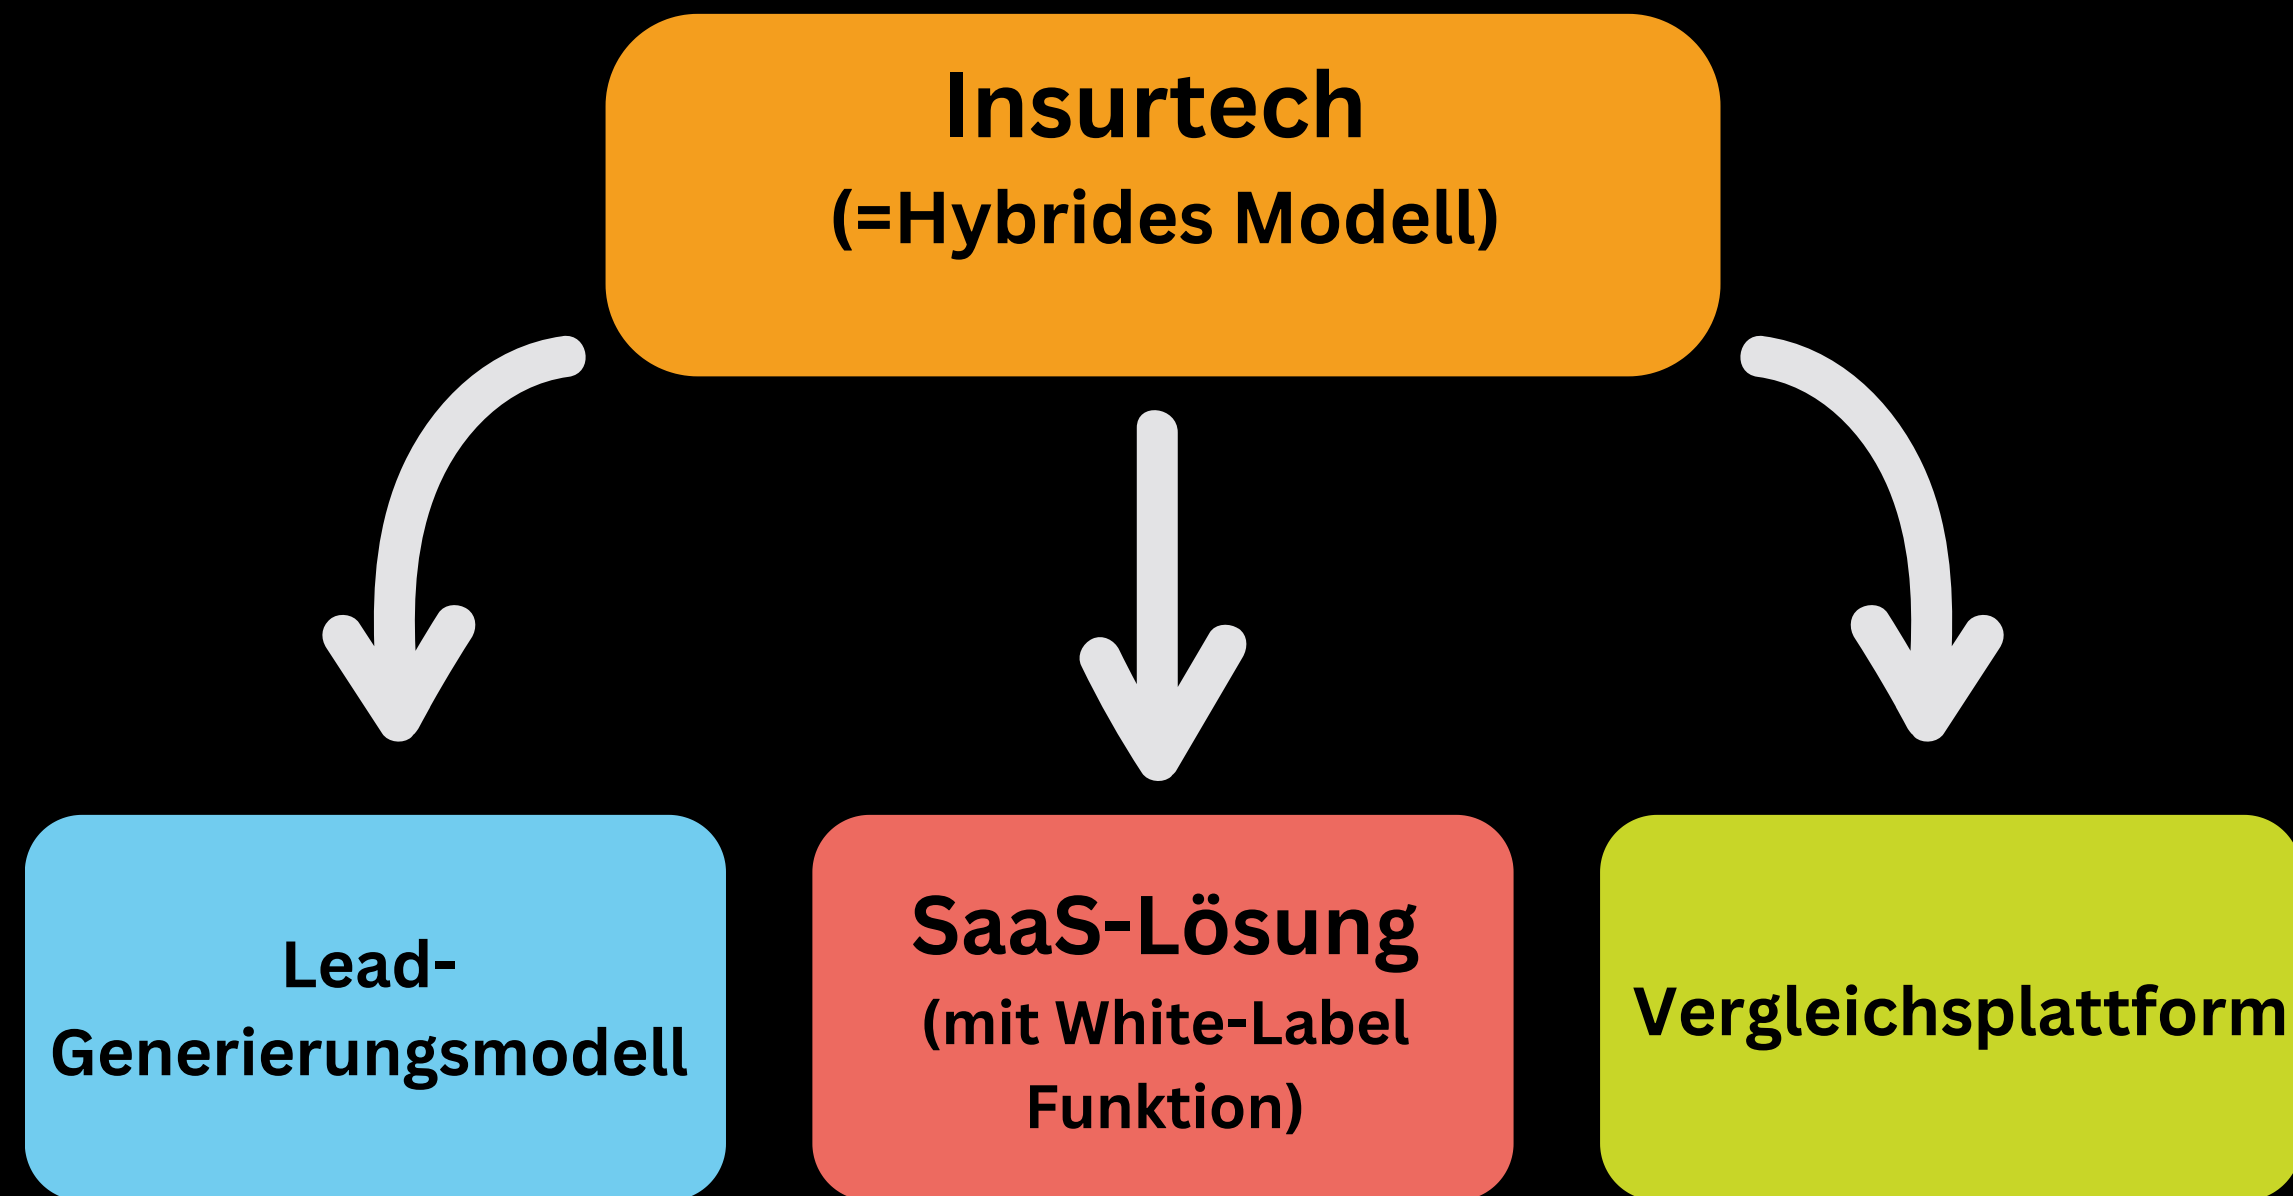 Insurtech
(=Hybrides Modell)
Lead-
Generierungsmodell
SaaS-Lösung
(mit White-Label
Funktion)
Vergleichsplattform